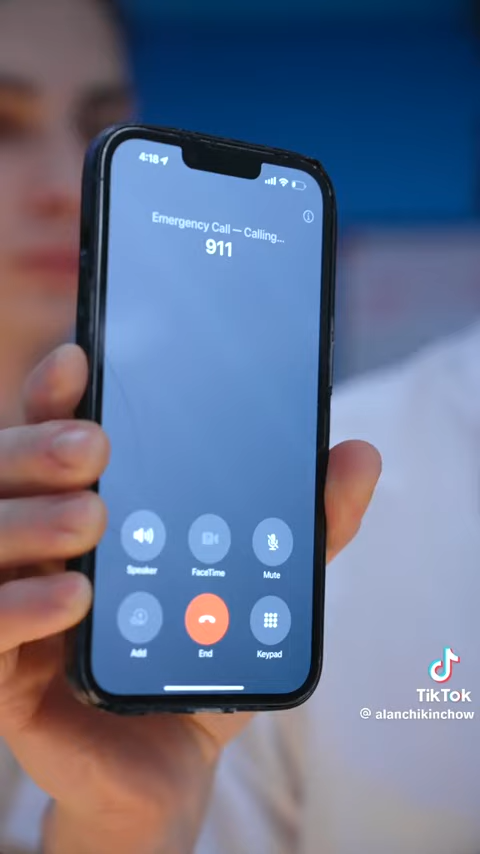 4:18
Emergency Call — Calling...
911
Speaker
FaceTime
Mute
Add
End
Keypad
TikTok
@ alanchikinchow